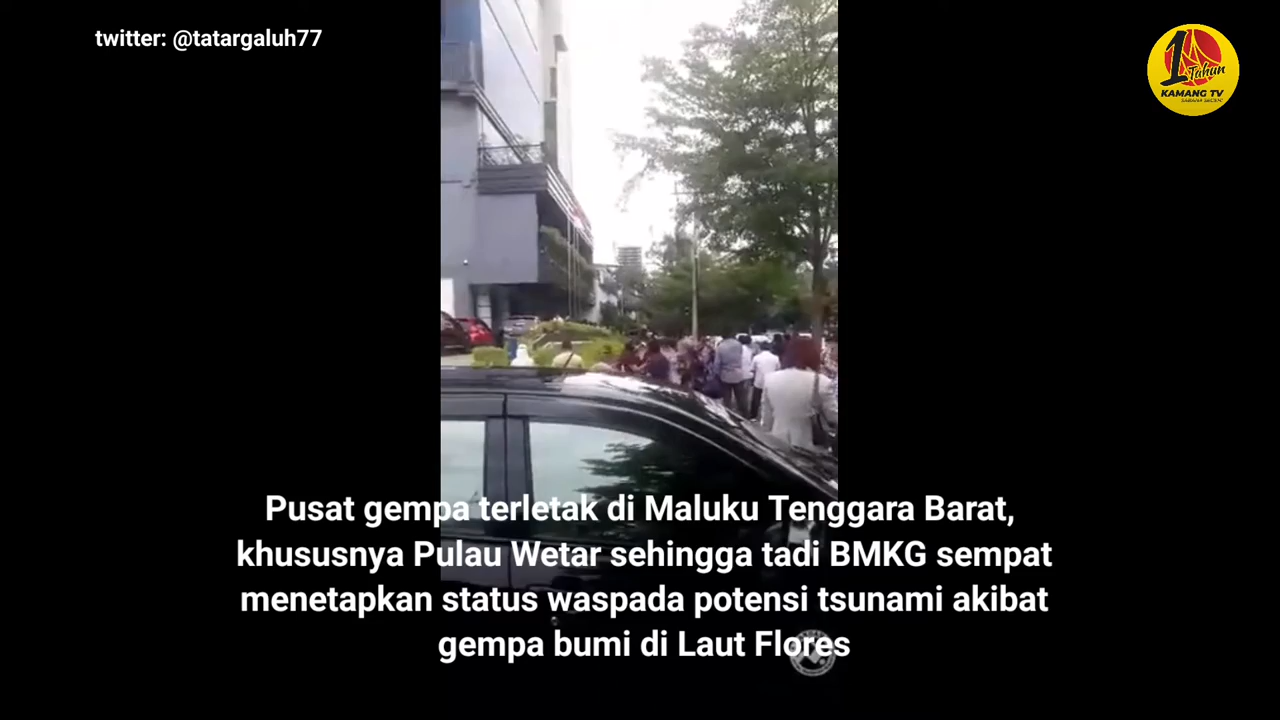 twitter: @tatargaluh77
1
Tahun
KAMANG TV
Pusat gempa terletak di Maluku Tenggara Barat,
khususnya Pulau Wetar sehingga tadi BMKG sempat
menetapkan status waspada potensi tsunami akibat
gempa bumi di Laut Flores